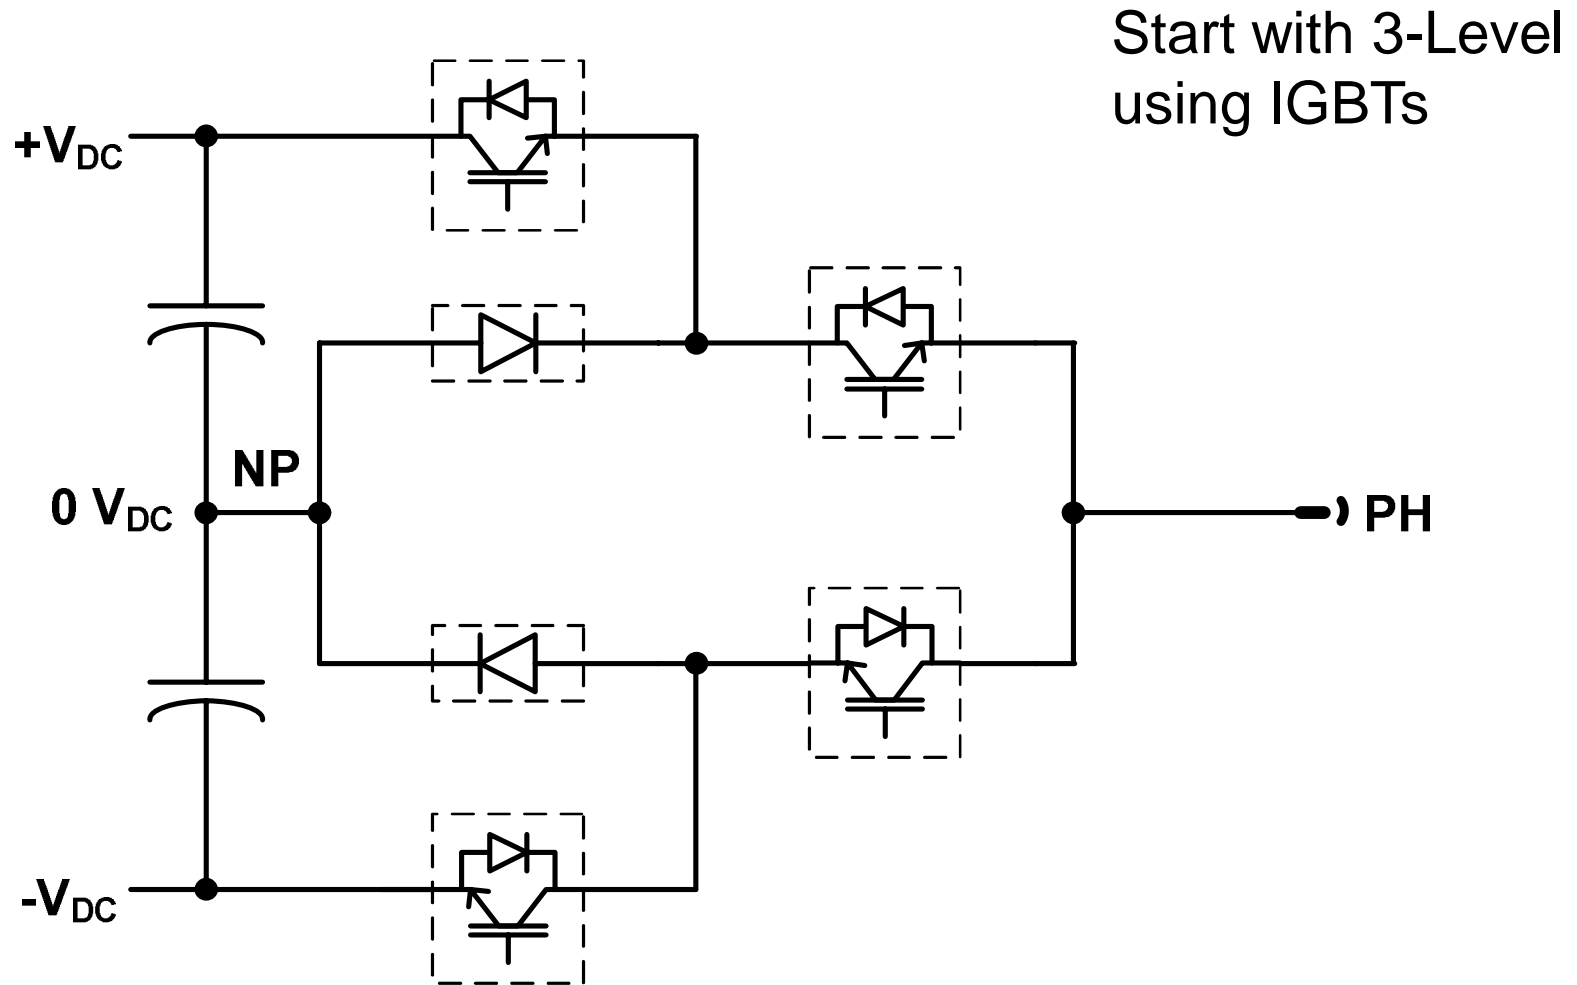 Start with 3-Level
using IGBTs
+VDC
NP
0 VDC
PH
-VDC